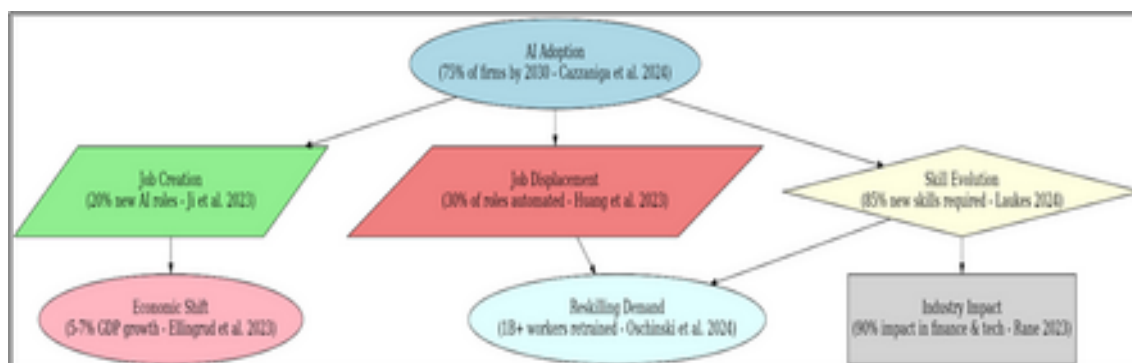 AI Adoption
(75% of firms by 2030 - Cazzaniga et al. 2024)
Job Creation
(20% new AI roles - Ji et al. 2023)
Job Displacement
(30% of roles automated - Huang et al. 2023)
Skill Evolution
(85% new skills required - Laukes 2024)
Economic Shift
(5-7% GDP growth - Ellingrud et al. 2023)
Reskilling Demand
(1B+ workers retrained - Oschinski et al. 2024)
Industry Impact
(90% impact in finance & tech - Rane 2023)